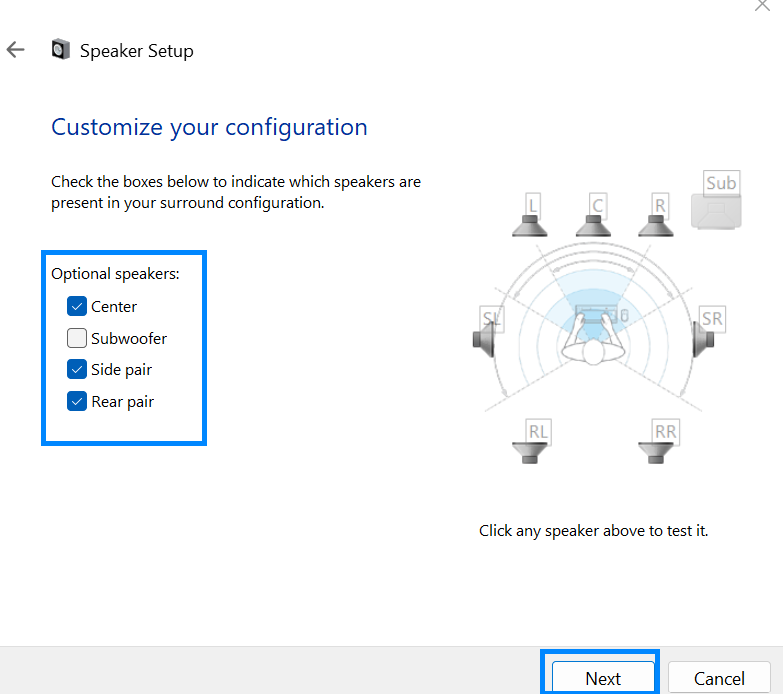 Speaker Setup
Customize your configuration
Check the boxes below to indicate which speakers are
present in your surround configuration.
Optional speakers:
Center
Subwoofer
Side pair
Rear pair
L
C
R
Sub
SL
SR
RL
RR
Click any speaker above to test it.
Next
Cancel